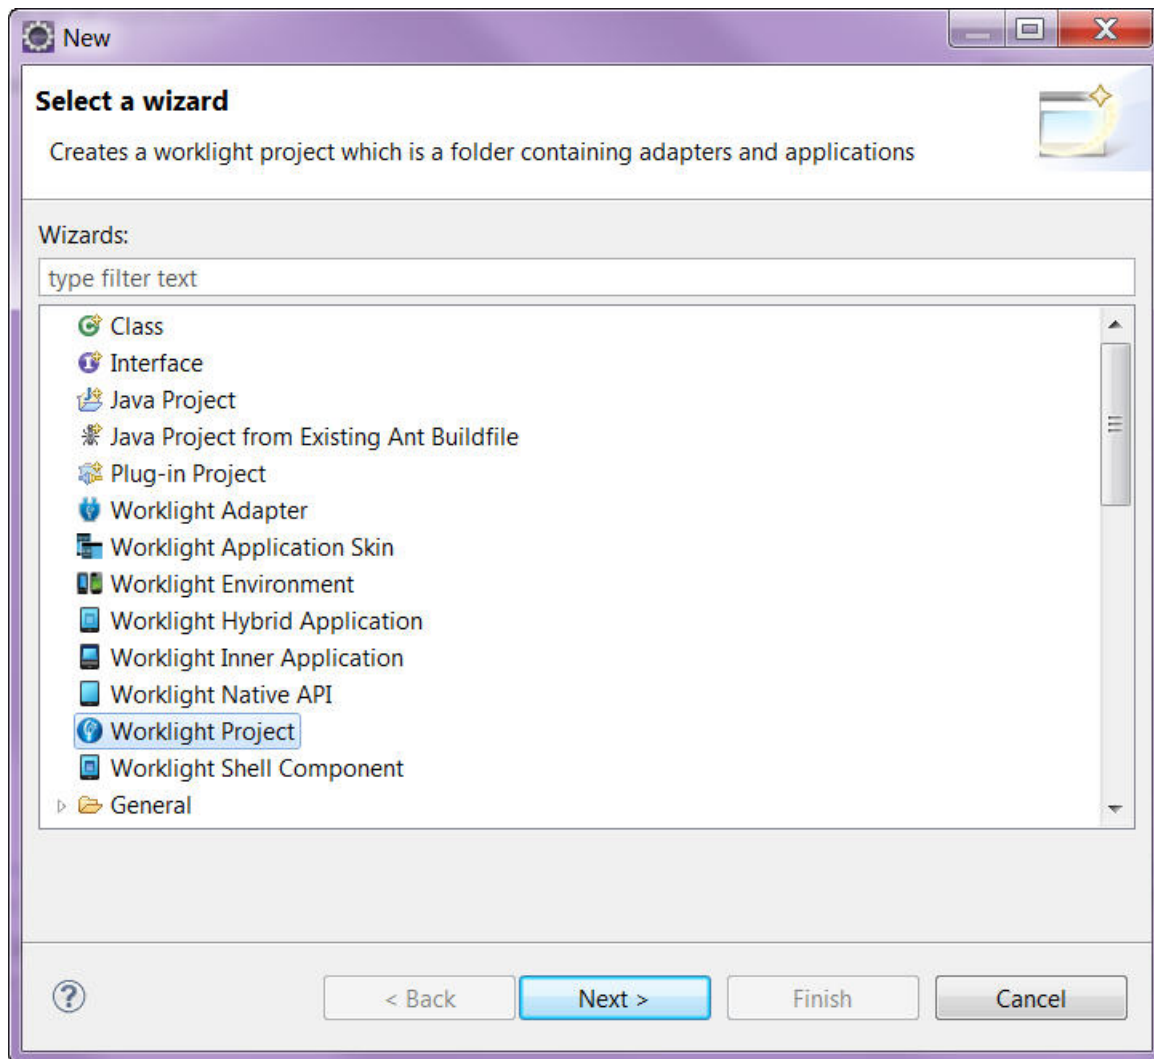 New
Select a wizard
Creates a worklight project which is a folder containing adapters and applications
Wizards:
type filter text
Class
Interface
Java Project
Java Project from Existing Ant Buildfile
Plug-in Project
Worklight Adapter
Worklight Application Skin
Worklight Environment
Worklight Hybrid Application
Worklight Inner Application
Worklight Native API
Worklight Project
Worklight Shell Component
General
< Back Next > Finish Cancel